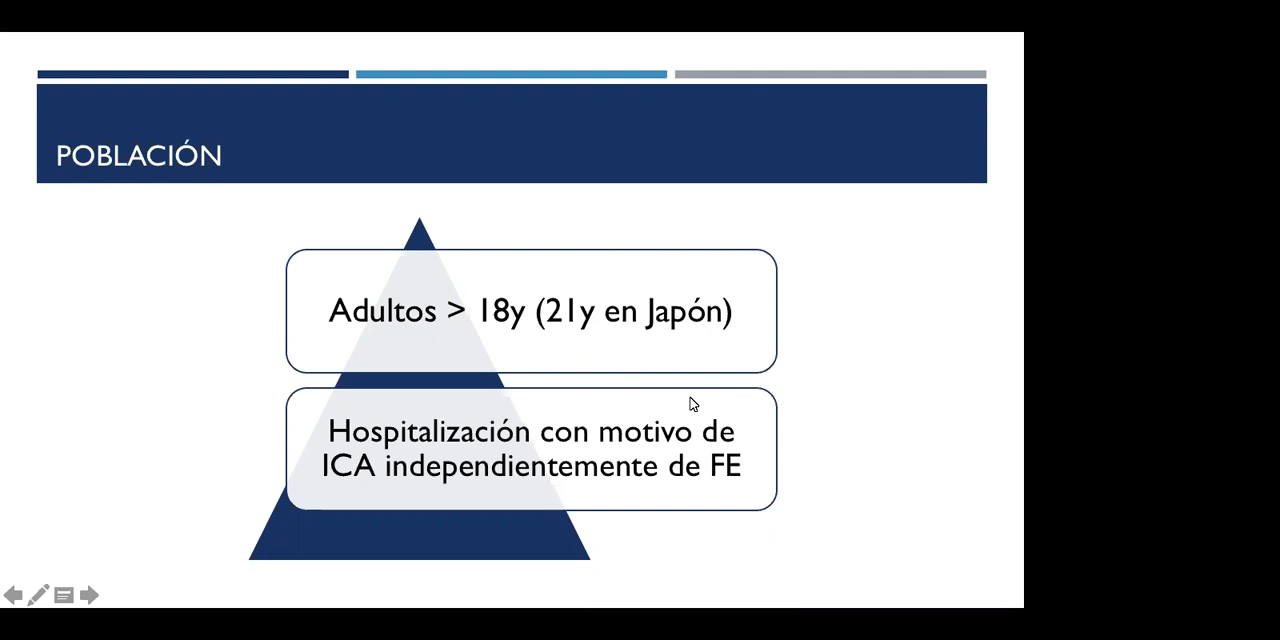 POBLACIÓN
Adultos > 18y (21y en Japón)
Hospitalización con motivo de
ICA independientemente de FE